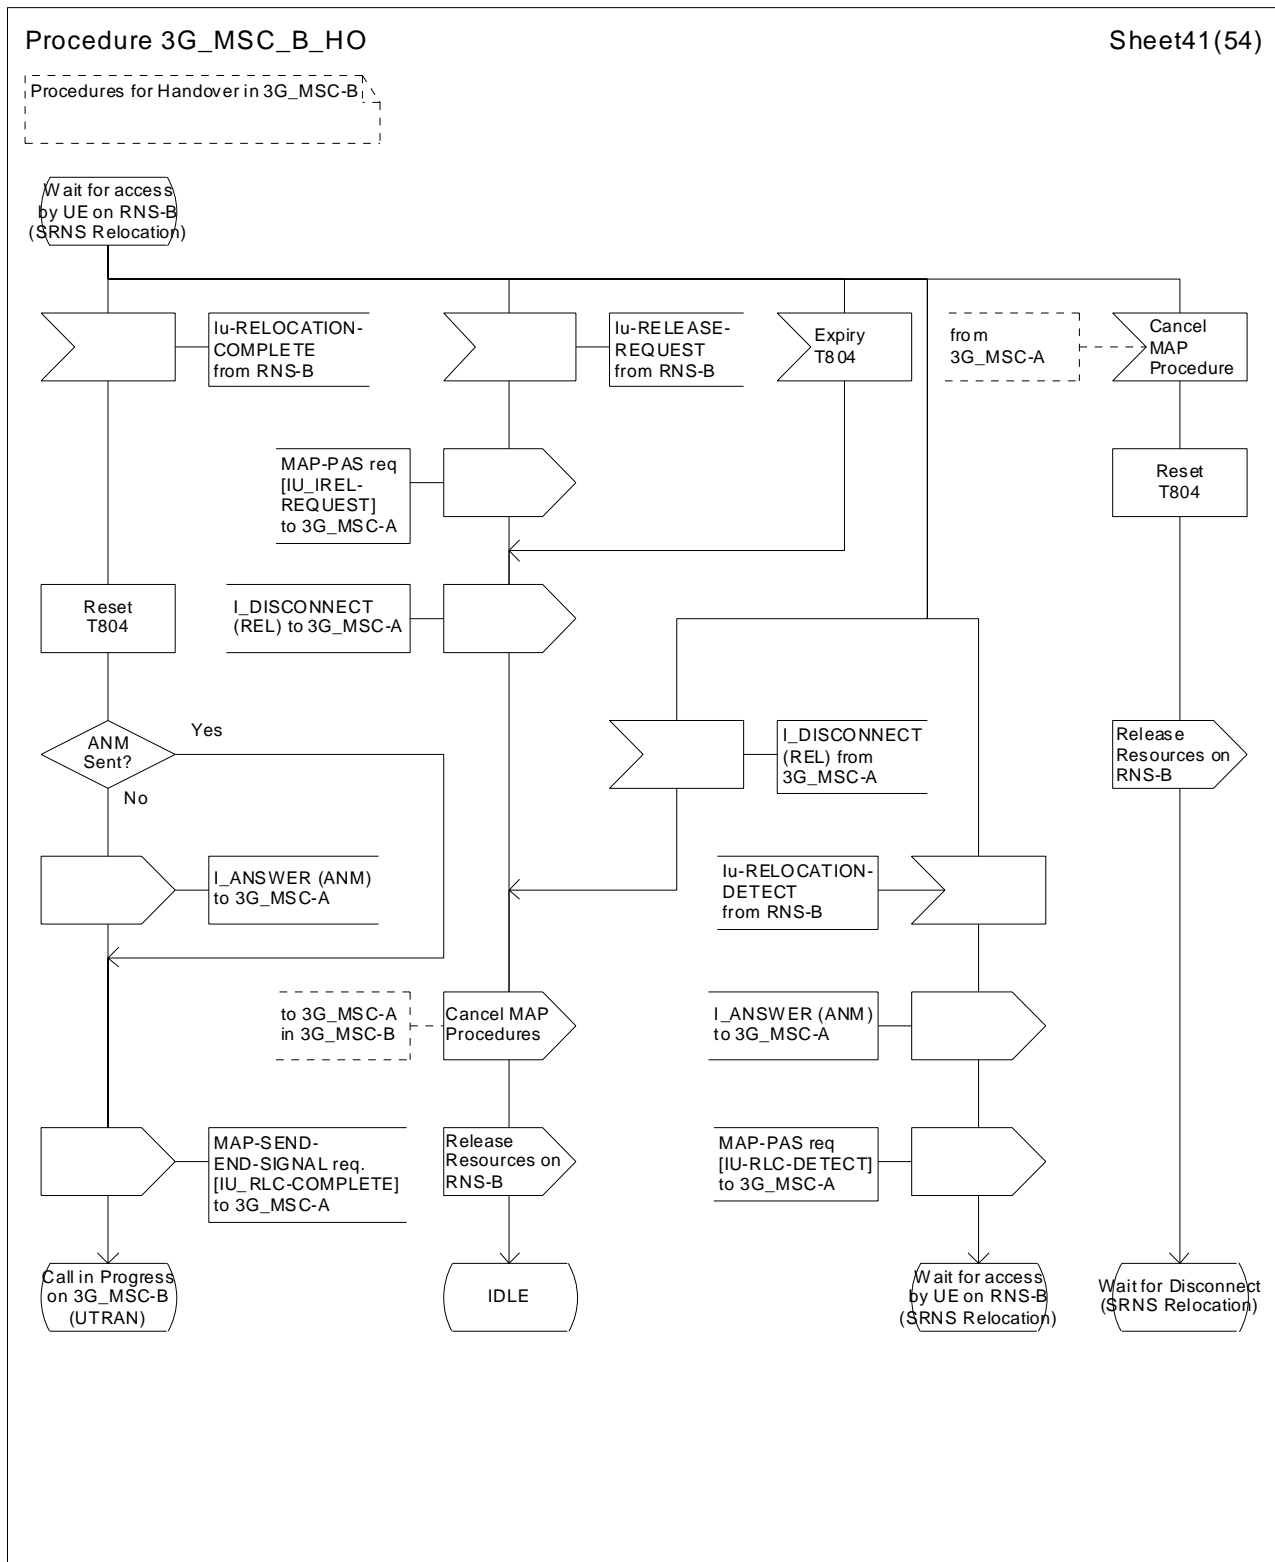 Procedure 3G_MSC_B_HO
Sheet41(54)
Procedures for Handover in 3G_MSC-B
Wait for access
by UE on RNS-B
(SRNS Relocation)
Iu-RELOCATION-
COMPLETE
from RNS-B
Iu-RELEASE-
REQUEST
from RNS-B
Expiry
T804
from
3G_MSC-A
Cancel
MAP
Procedure
MAP-PAS req
[IU_IREL-
REQUEST]
to 3G_MSC-A
Reset
T804
Reset
T804
I_DISCONNECT
(REL) to 3G_MSC-A
ANM
Sent?
Yes
No
I_DISCONNECT
(REL) from
3G_MSC-A
Release
Resources on
RNS-B
I_ANSWER (ANM)
to 3G_MSC-A
Iu-RELOCATION-
DETECT
from RNS-B
to 3G_MSC-A
in 3G_MSC-B
Cancel MAP
Procedures
I_ANSWER (ANM)
to 3G_MSC-A
MAP-SEND-
END-SIGNAL req.
[IU_RLC-COMPLETE]
to 3G_MSC-A
Release
Resources on
RNS-B
MAP-PAS req
[IU-RLC-DETECT]
to 3G_MSC-A
Call in Progress
on 3G_MSC-B
(UTRAN)
IDLE
Wait for access
by UE on RNS-B
(SRNS Relocation)
Wait for Disconnect
(SRNS Relocation)